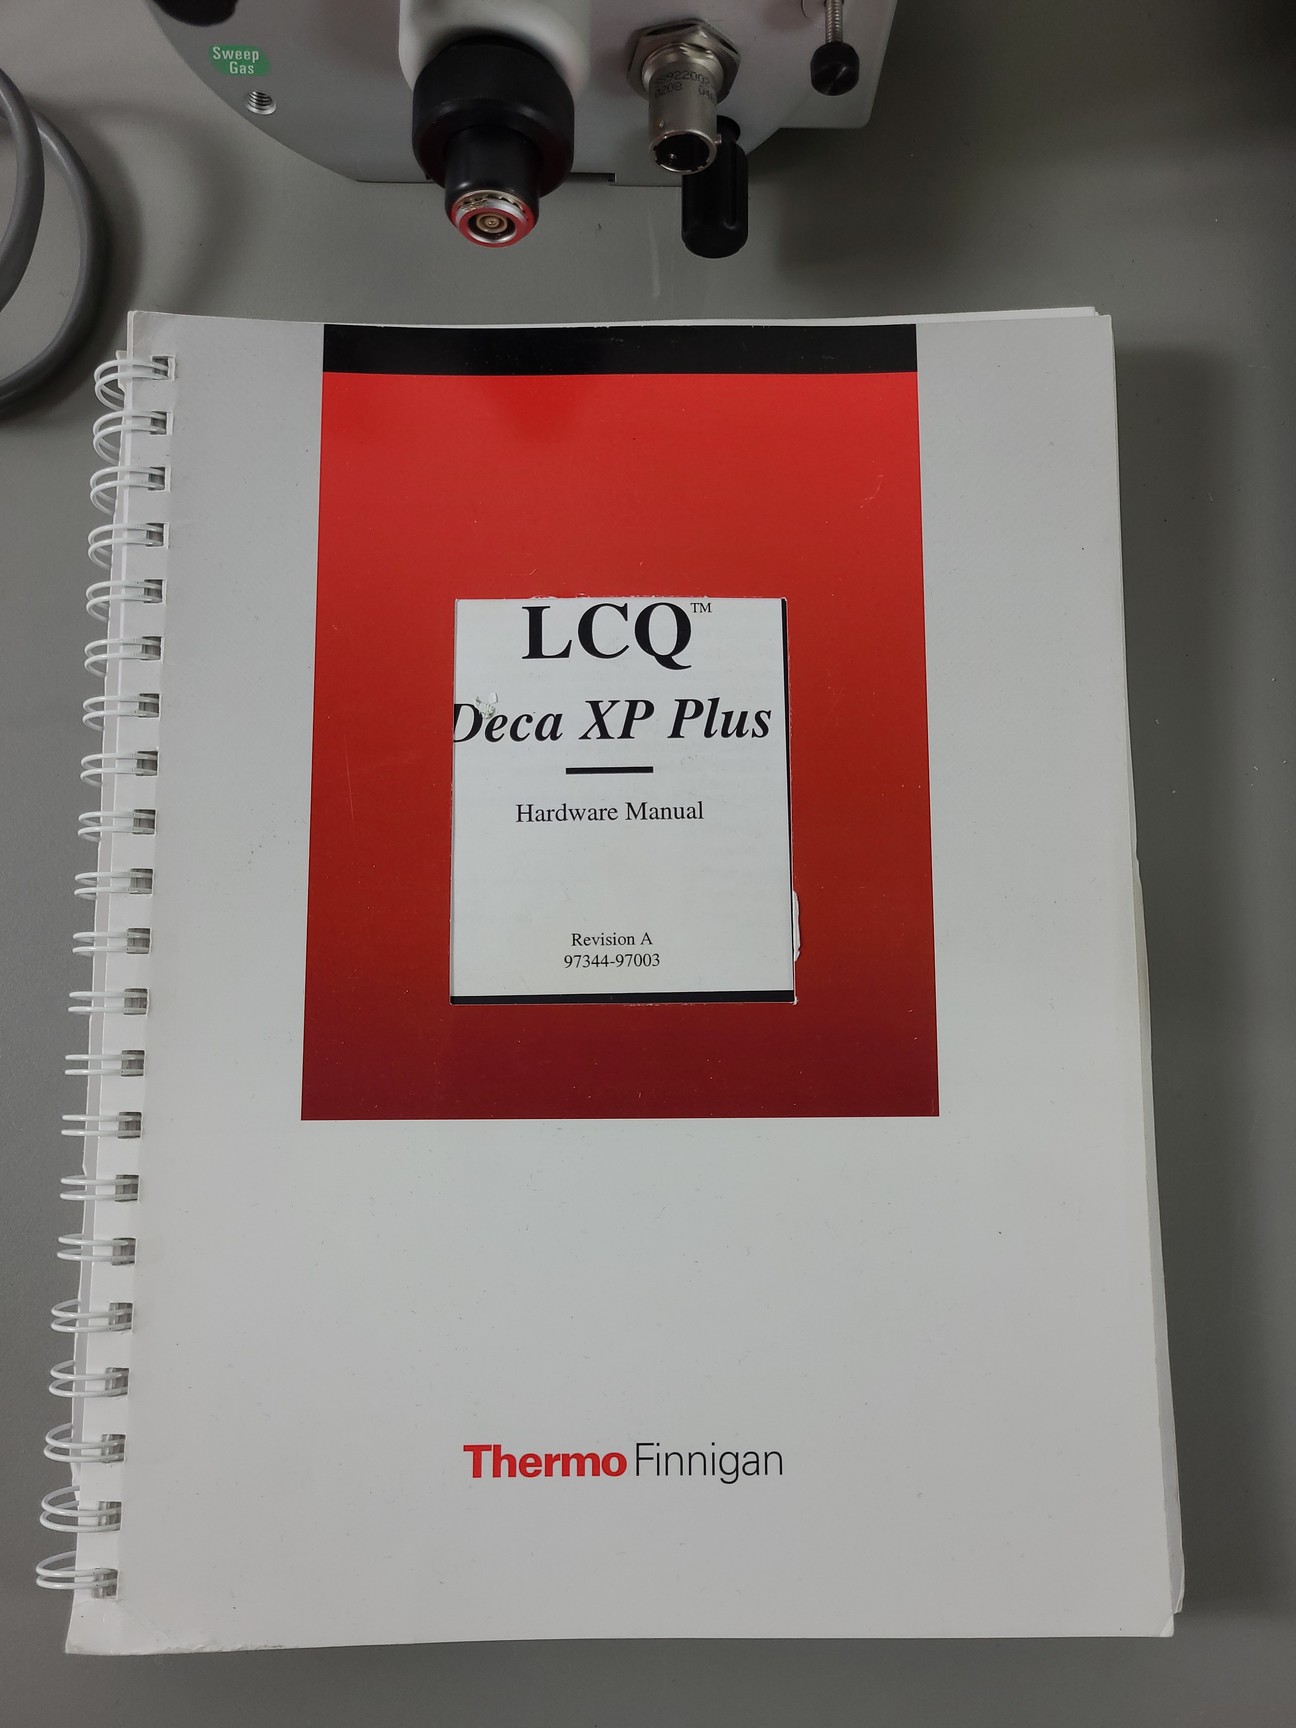 Sweep
Gas
LCQ™
Deca XP Plus
Hardware Manual
Revision A
97344-97003
Thermo Finnigan